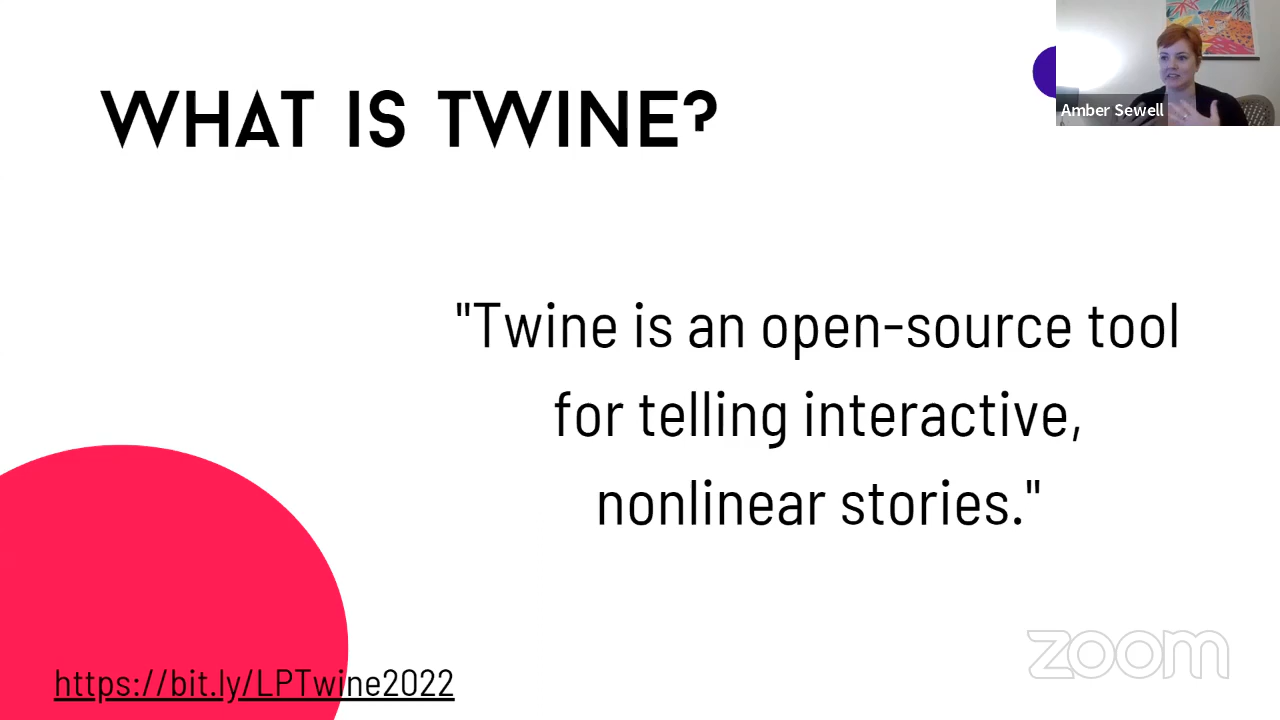 WHAT IS TWINE?
Amber Sewell
"Twine is an open-source tool
for telling interactive,
nonlinear stories."
https://bit.ly/LPTwine2022
zoom